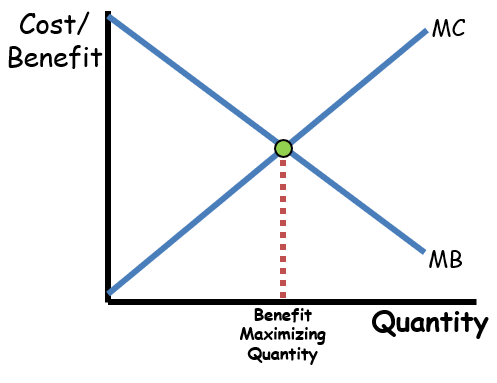 Cost/
Benefit
MC
MB
Benefit
Maximizing
Quantity
Quantity